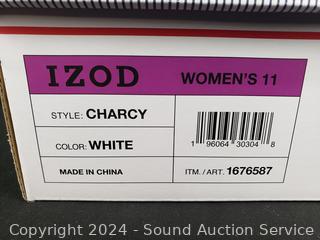 IZOD WOMEN'S 11
STYLE: CHARCY
COLOR: WHITE
1 96064 30304 8
MADE IN CHINA ITM. / ART. 1676587
Copyright 2024 - Sound Auction Service